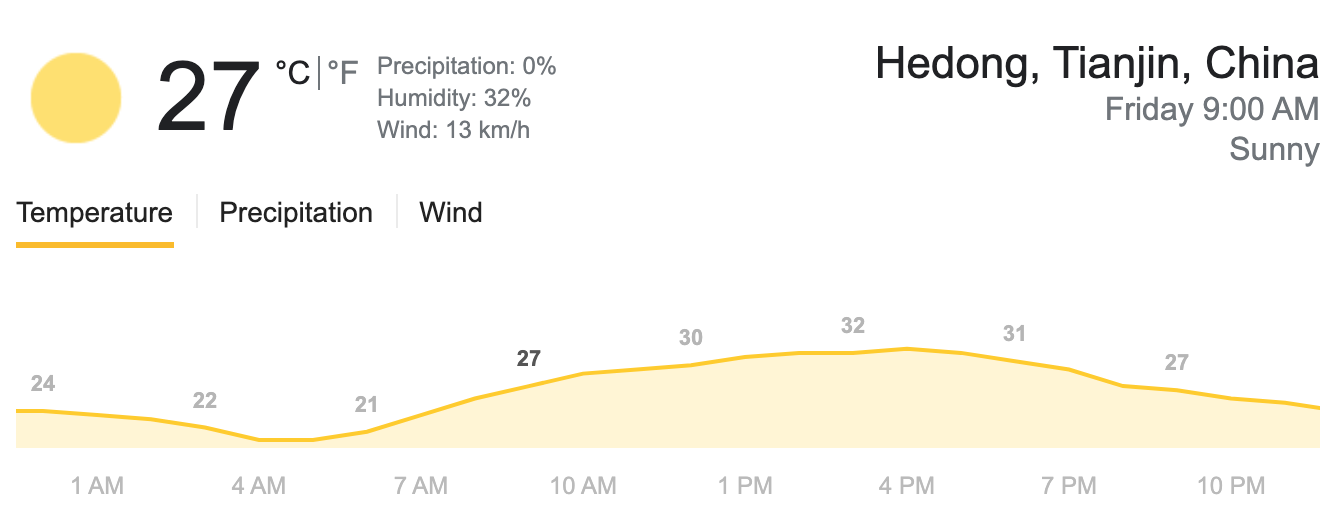 27 °C | °F
Precipitation: 0%
Humidity: 32%
Wind: 13 km/h
Hedong, Tianjin, China
Friday 9:00 AM
Sunny
Temperature
Precipitation
Wind
24 22 21 27 30 32 31 27
1 AM 4 AM 7 AM 10 AM 1 PM 4 PM 7 PM 10 PM